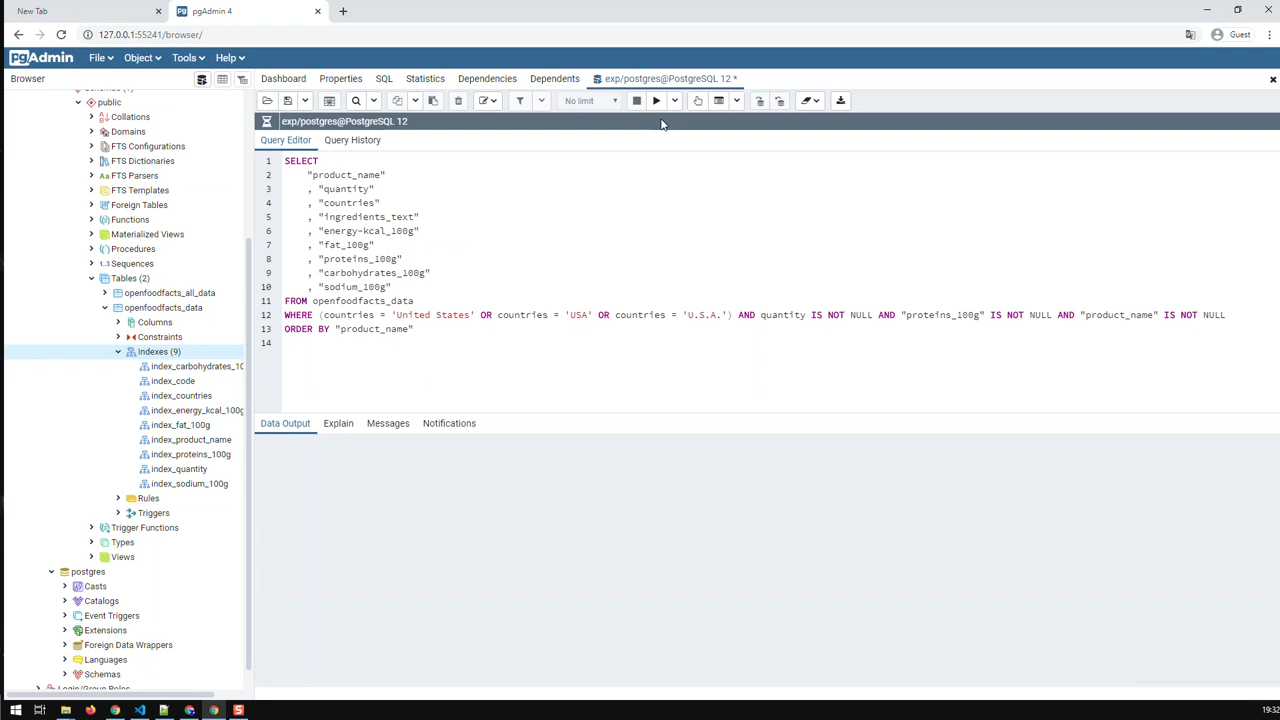 New Tab
pgAdmin 4
127.0.0.1:55241/browser/
Guest
pgAdmin
File Object Tools Help
Browser
Dashboard Properties SQL Statistics Dependencies Dependents exp/postgres@PostgreSQL 12 *
No limit
exp/postgres@PostgreSQL 12
Query Editor Query History
public
Collations
Domains
FTS Configurations
FTS Dictionaries
FTS Parsers
FTS Templates
Foreign Tables
Functions
Materialized Views
Procedures
Sequences
Tables (2)
openfoodfacts_all_data
openfoodfacts_data
Columns
Constraints
Indexes (9)
index_carbohydrates_10
index_code
index_countries
index_energy_kcal_100g
index_fat_100g
index_product_name
index_proteins_100g
index_quantity
index_sodium_100g
Rules
Triggers
Trigger Functions
Types
Views
postgres
Casts
Catalogs
Event Triggers
Extensions
Foreign Data Wrappers
Languages
Schemas
1 SELECT
2 "product_name"
3 , "quantity"
4 , "countries"
5 , "ingredients_text"
6 , "energy-kcal_100g"
7 , "fat_100g"
8 , "proteins_100g"
9 , "carbohydrates_100g"
10 , "sodium_100g"
11 FROM openfoodfacts_data
12 WHERE (countries = 'United States' OR countries = 'USA' OR countries = 'U.S.A.') AND quantity IS NOT NULL AND "proteins_100g" IS NOT NULL AND "product_name" IS NOT NULL
13 ORDER BY "product_name"
14
Data Output Explain Messages Notifications
19:32